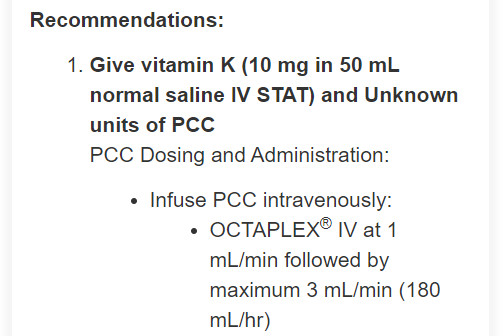 Recommendations:
1. Give vitamin K (10 mg in 50 mL
normal saline IV STAT) and Unknown
units of PCC
PCC Dosing and Administration:
• Infuse PCC intravenously:
• OCTAPLEX® IV at 1
mL/min followed by
maximum 3 mL/min (180
mL/hr)